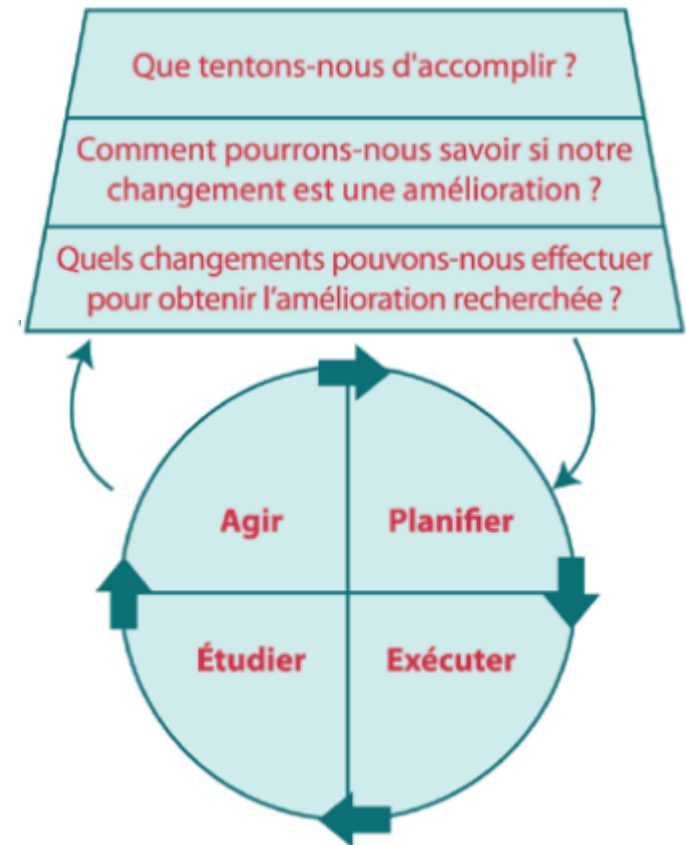 Que tentons-nous d'accomplir ?
Comment pourrons-nous savoir si notre
changement est une amélioration ?
Quels changements pouvons-nous effectuer
pour obtenir l’amélioration recherchée ?
Agir
Planifier
Étudier
Exécuter